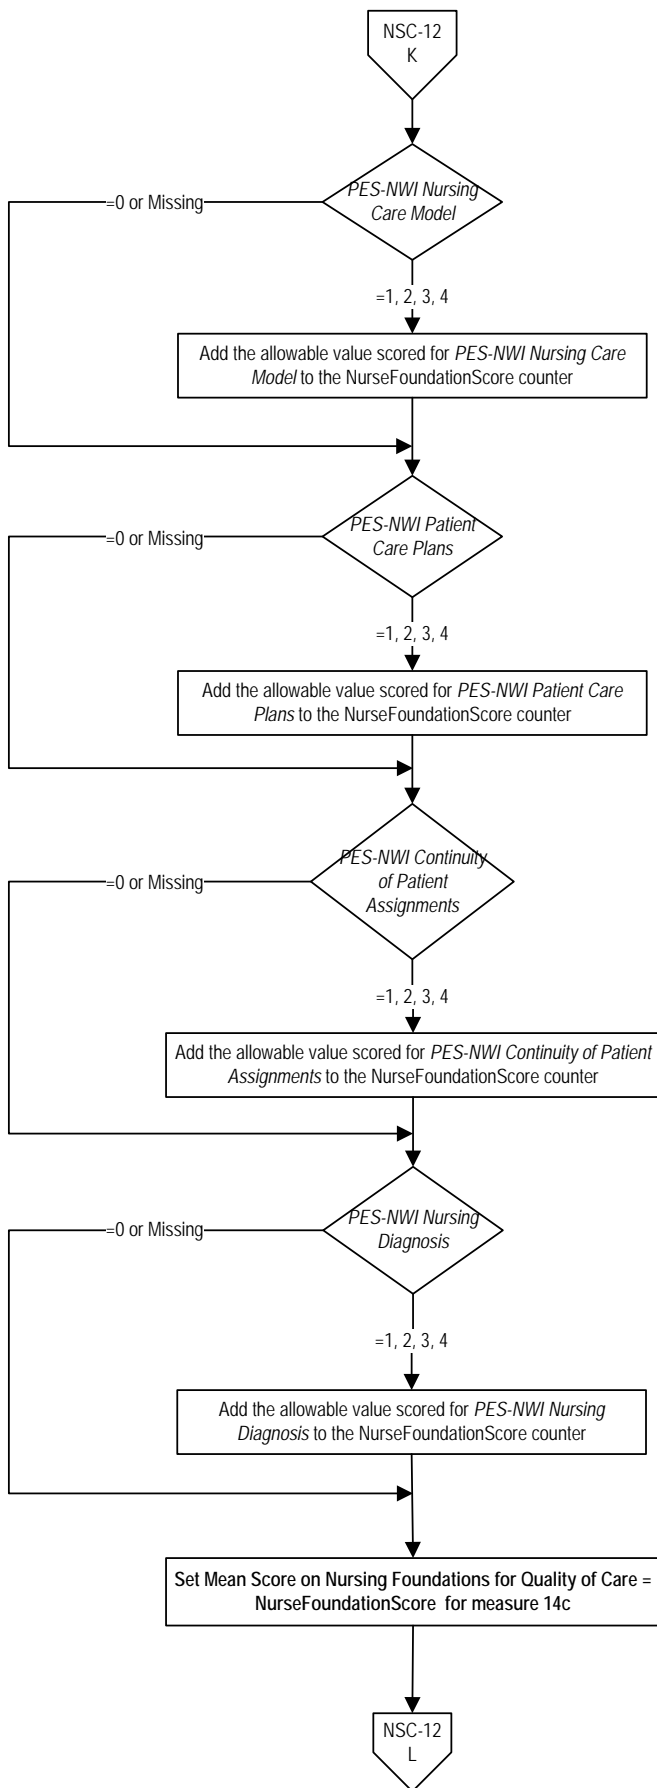 NSC-12
K
PES-NWI Nursing
Care Model
=0 or Missing
=1, 2, 3, 4
Add the allowable value scored for PES-NWI Nursing Care
Model to the NurseFoundationScore counter
PES-NWI Patient
Care Plans
=0 or Missing
=1, 2, 3, 4
Add the allowable value scored for PES-NWI Patient Care
Plans to the NurseFoundationScore counter
PES-NWI Continuity
of Patient
Assignments
=0 or Missing
=1, 2, 3, 4
Add the allowable value scored for PES-NWI Continuity of Patient
Assignments to the NurseFoundationScore counter
PES-NWI Nursing
Diagnosis
=0 or Missing
=1, 2, 3, 4
Add the allowable value scored for PES-NWI Nursing
Diagnosis to the NurseFoundationScore counter
Set Mean Score on Nursing Foundations for Quality of Care =
NurseFoundationScore for measure 14c
NSC-12
L